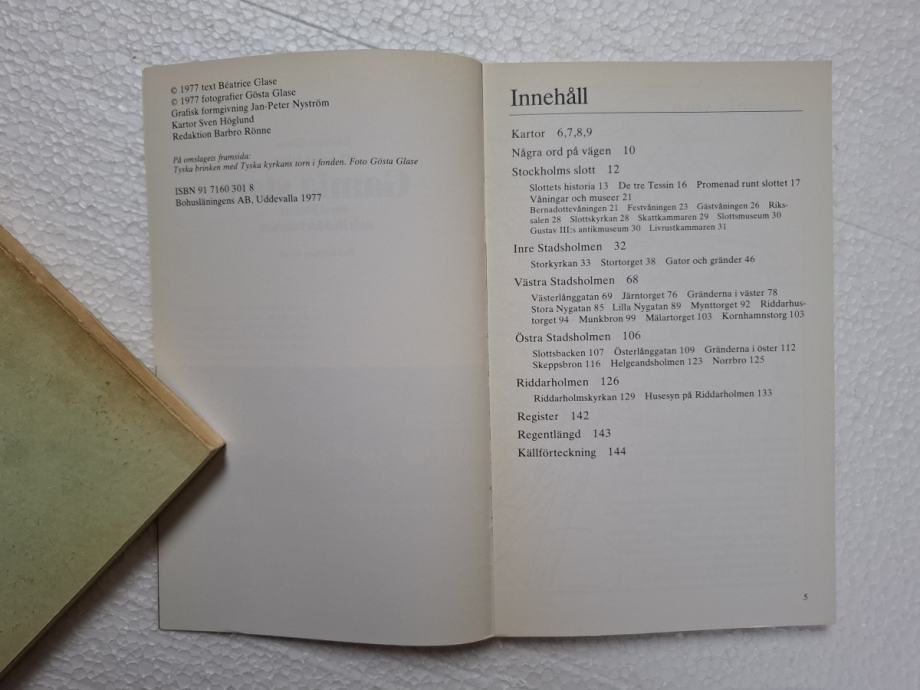 © 1977 text Béatrice Glase
© 1977 fotografier Gösta Glase
Grafisk formgivning Jan-Peter Nyström
Kartor Sven Höglund
Redaktion Barbro Rönne
På omslagets framsida:
Tyska brinken med Tyska kyrkans torn i fonden. Foto Gösta Glase
ISBN 91 7160 301 8
Bohusläningens AB, Uddevalla 1977
Innehåll
Kartor 6,7,8,9
Några ord på vägen 10
Stockholms slott 12
Slottets historia 13 De tre Tessin 16 Promenad runt slottet 17
Våningar och museer 21
Bernadottevåningen 21 Festvåningen 23 Gästvåningen 26 Riks-
salen 28 Slottskyrkan 28 Skattkammaren 29 Slottsmuseum 30
Gustav III:s antikmuseum 30 Livrustkammaren 31
Inre Stadsholmen 32
Storkyrkan 33 Stortorget 38 Gator och gränder 46
Västra Stadsholmen 68
Västerlånggatan 69 Järntorget 76 Gränderna i väster 78
Stora Nygatan 85 Lilla Nygatan 89 Mynttorget 92 Riddarhus-
torget 94 Munkbron 99 Mälartorget 103 Kornhamnstorg 103
Östra Stadsholmen 106
Slottsbacken 107 Österlånggatan 109 Gränderna i öster 112
Skeppsbron 116 Helgeandsholmen 123 Norrbro 125
Riddarholmen 126
Riddarholmskyrkan 129 Husesyn på Riddarholmen 133
Register 142
Regentlängd 143
Källförteckning 144
5